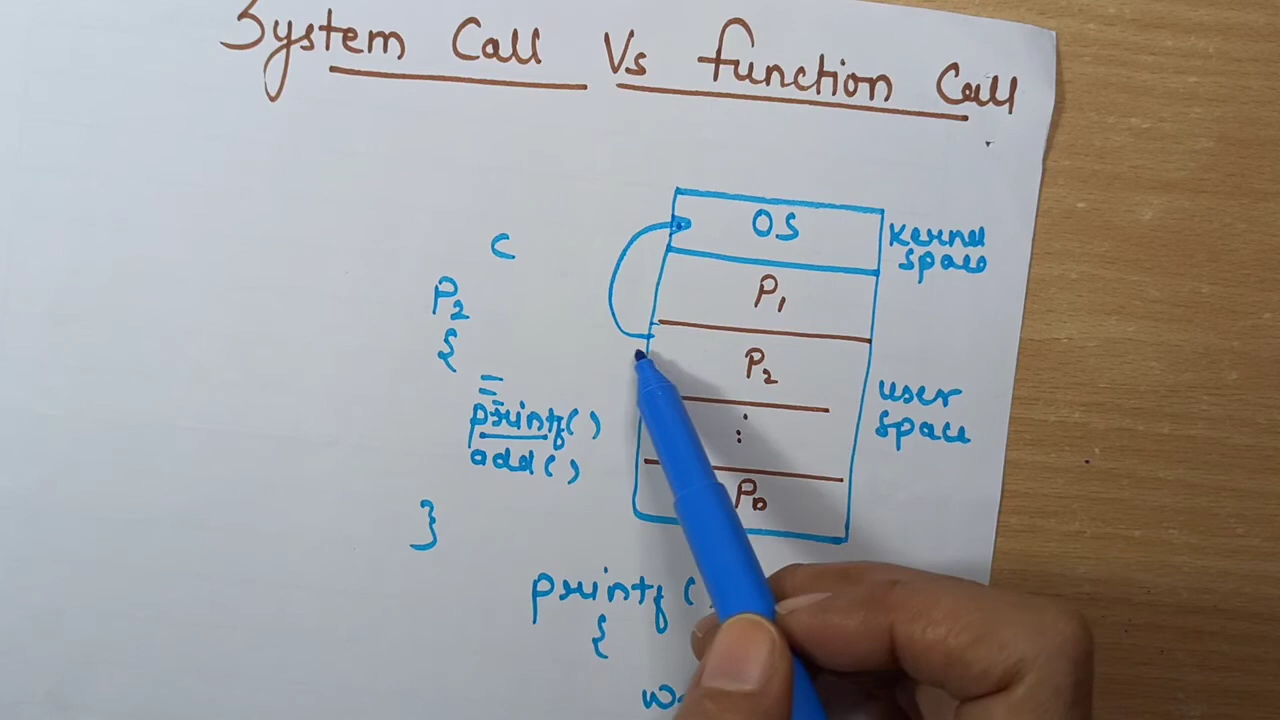 System Call Vs function Call
OS
Kernel
space
C
P1
P2
{
P2
user
space
printf()
add()
:
Pn
}
printf(
{